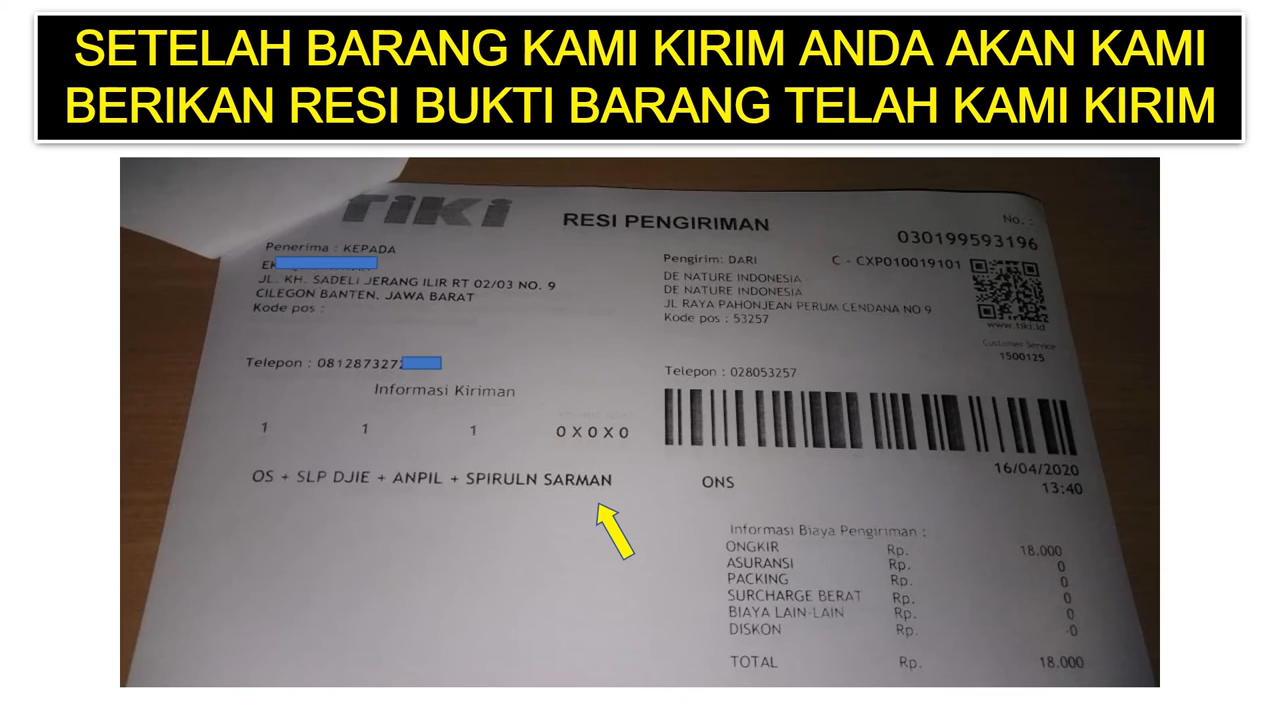 SETELAH BARANG KAMI KIRIM ANDA AKAN KAMI
BERIKAN RESI BUKTI BARANG TELAH KAMI KIRIM
TIKI
RESI PENGIRIMAN
No. :
030199593196
Penerima : KEPADA
JL. KH. SADELI JERANG ILIR RT 02/03 NO. 9
CILEGON BANTEN, JAWA BARAT
Kode pos :
Pengirim: DARI
C - CXP010019101
DE NATURE INDONESIA
DE NATURE INDONESIA
JL RAYA PAHONJEAN PERUM CENDANA NO 9
Kode pos : 53257
www.tiki.id
Customer Service
1500125
Telepon : 0812873272
Telepon : 028053257
Informasi Kiriman
1 1 1 0 X 0 X 0
OS + SLP DJIE + ANPIL + SPIRULN SARMAN
ONS
16/04/2020
13:40
Informasi Biaya Pengiriman :
ONGKIR Rp. 18.000
ASURANSI Rp. 0
PACKING Rp. 0
SURCHARGE BERAT Rp. 0
BIAYA LAIN-LAIN Rp. 0
DISKON Rp. -0
TOTAL Rp. 18.000